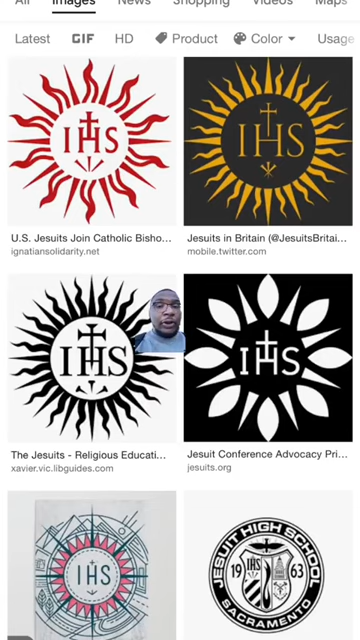 All Images News Shopping Videos Maps
Latest GIF HD Product Color Usage
IHS
IHS
U.S. Jesuits Join Catholic Bisho...
ignatiansolidarity.net
Jesuits in Britain (@JesuitsBritai...
mobile.twitter.com
IHS
IHS
The Jesuits - Religious Educati...
xavier.vic.libguides.com
Jesuit Conference Advocacy Pri...
jesuits.org
IHS
JESUIT HIGH SCHOOL
IHS
19 63
SACRAMENTO